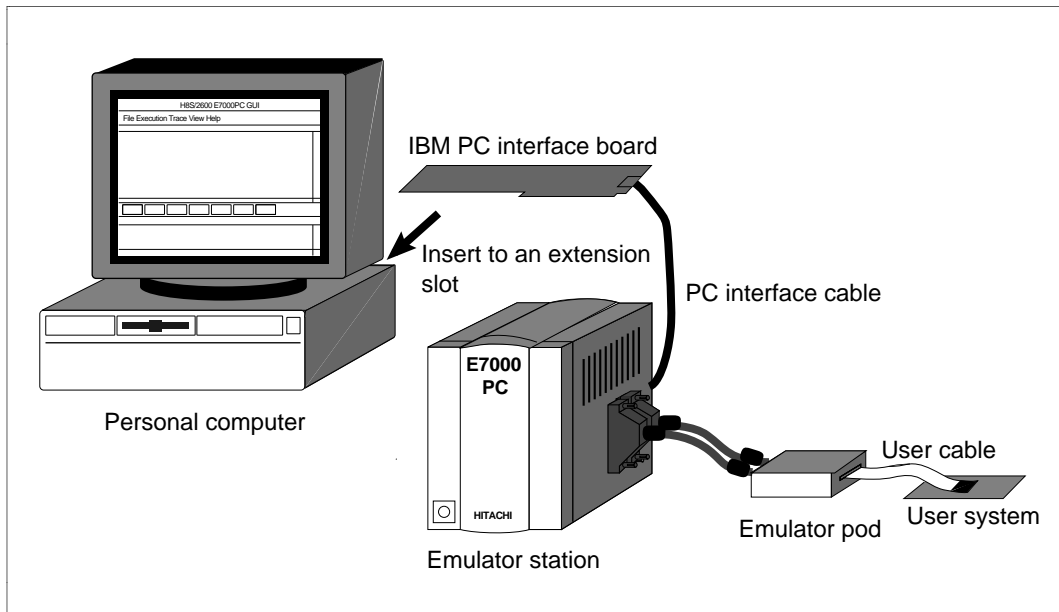 H8S/2600 E7000PC GUI
File Execution Trace View Help
IBM PC interface board
Insert to an extension
slot
PC interface cable
E7000
PC
Personal computer
User cable
HITACHI
Emulator pod
User system
Emulator station